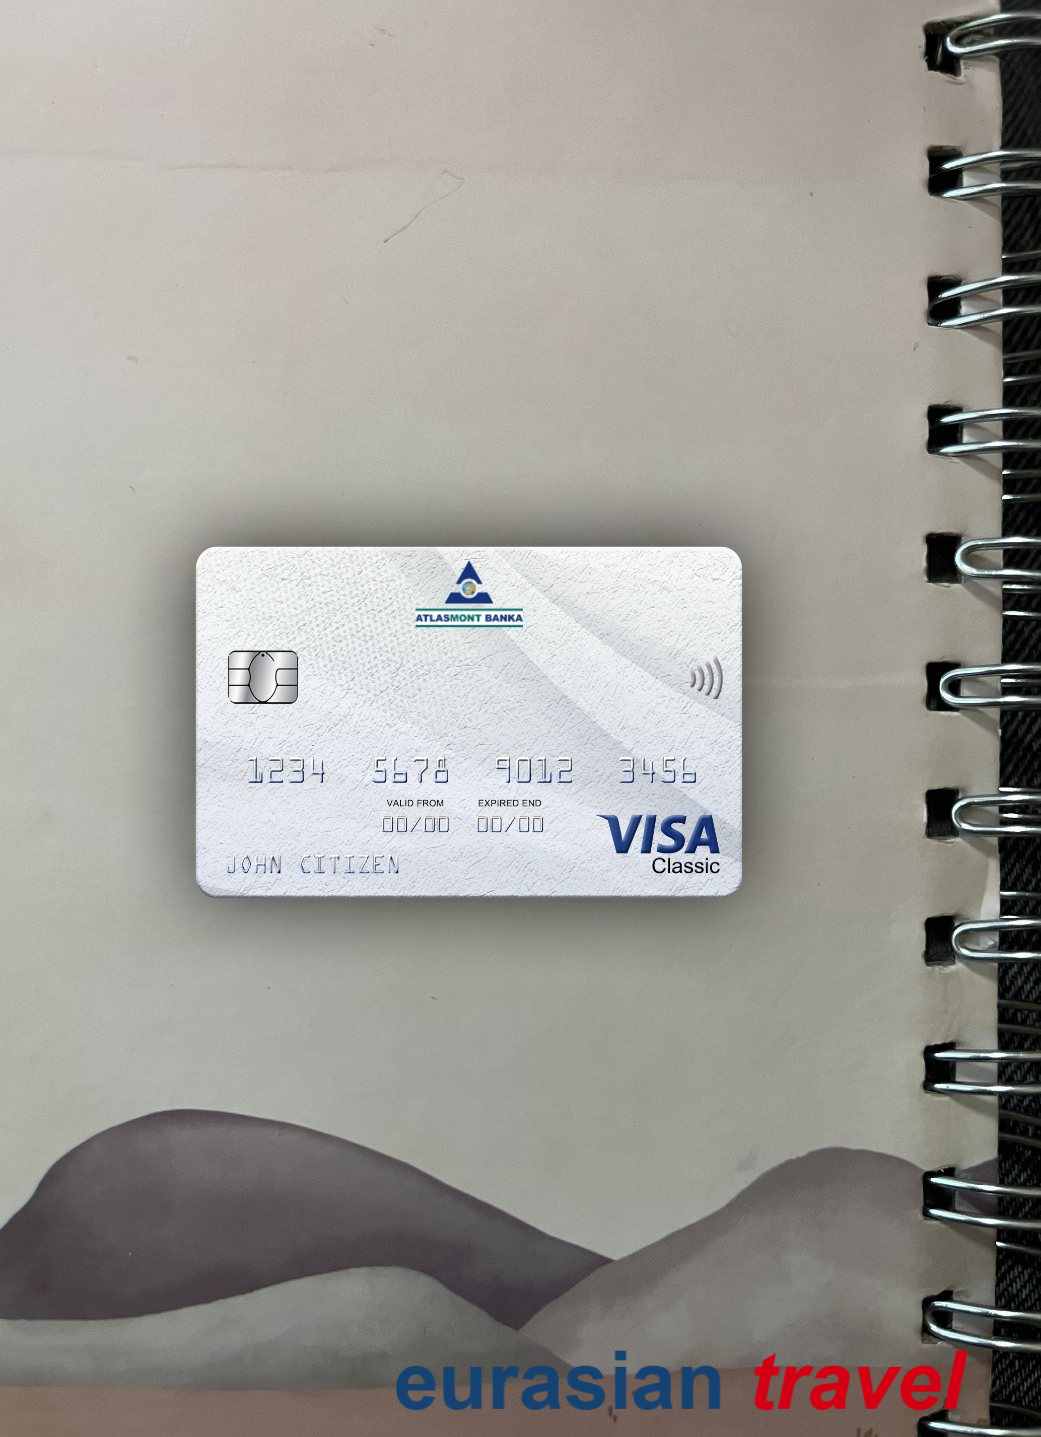 ATLASMONT BANKA
1234 5678 9012 3456
VALID FROM EXPIRED END
00/00 00/00
VISA
Classic
JOHN CITIZEN
eurasian travel